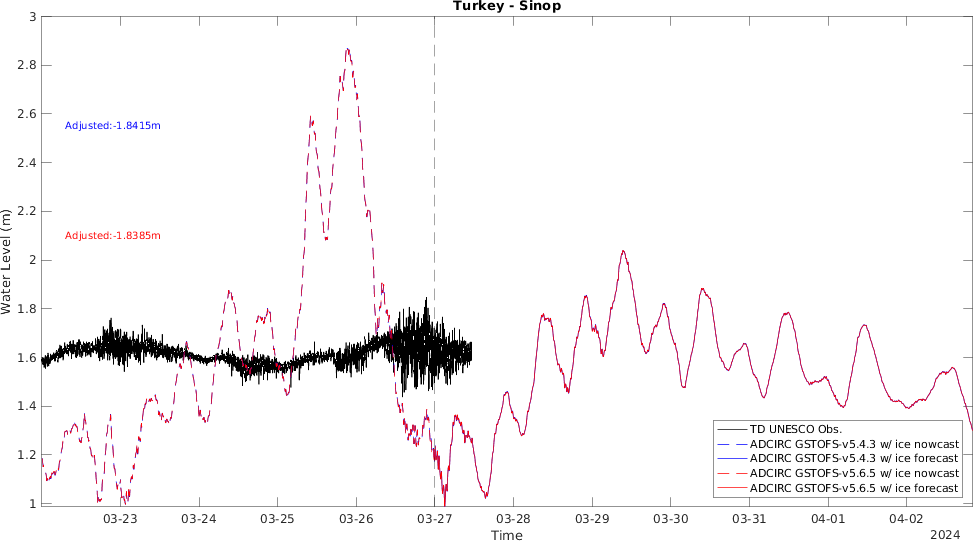 Turkey - Sinop
3
2.8
2.6
2.4
2.2
2
1.8
1.6
1.4
1.2
1
Water Level (m)
Adjusted:-1.8415m
Adjusted:-1.8385m
TD UNESCO Obs.
ADCIRC GSTOFS-v5.4.3 w/ ice nowcast
ADCIRC GSTOFS-v5.4.3 w/ ice forecast
ADCIRC GSTOFS-v5.6.5 w/ ice nowcast
ADCIRC GSTOFS-v5.6.5 w/ ice forecast
03-23 03-24 03-25 03-26 03-27 03-28 03-29 03-30 03-31 04-01 04-02
Time
2024